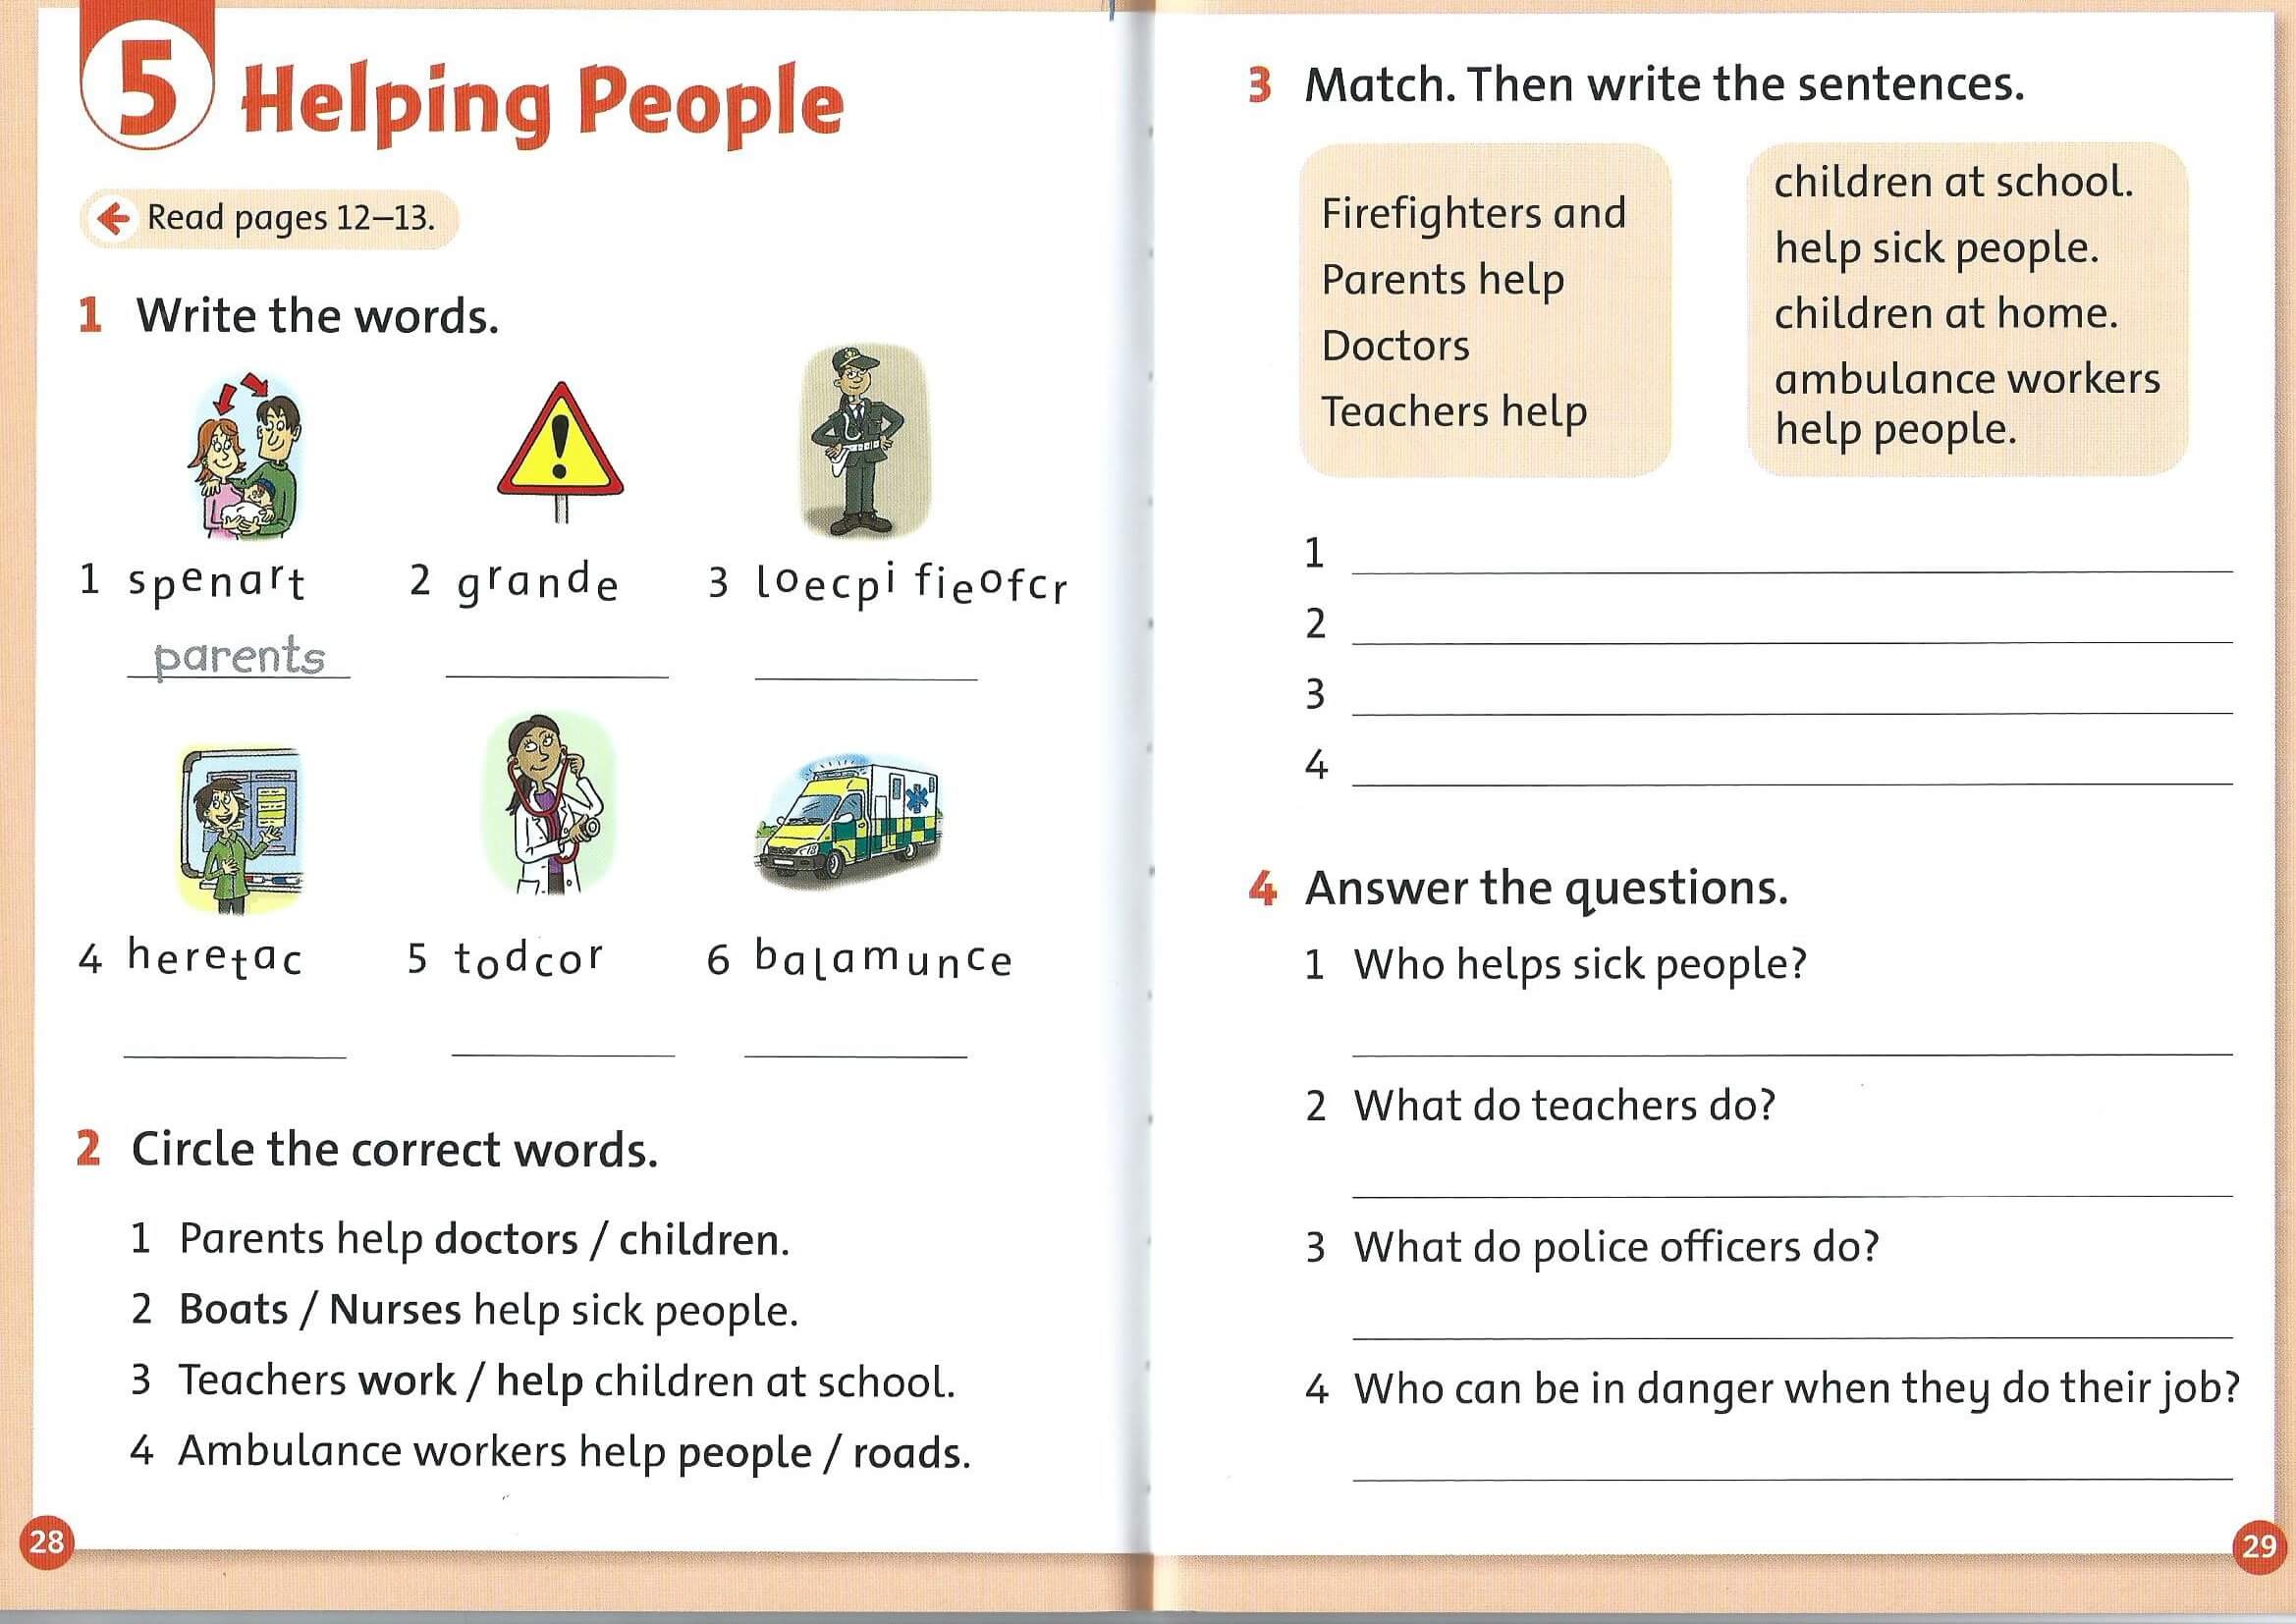 5 Helping People
Read pages 12–13.
1 Write the words.
1 spenart 2 grande 3 loecpi fieofcr
parents
4 heretac 5 todcor 6 balamunce
2 Circle the correct words.
1 Parents help doctors / children.
2 Boats / Nurses help sick people.
3 Teachers work / help children at school.
4 Ambulance workers help people / roads.
28
3 Match. Then write the sentences.
Firefighters and
Parents help
Doctors
Teachers help
children at school.
help sick people.
children at home.
ambulance workers
help people.
1
2
3
4
4 Answer the questions.
1 Who helps sick people?
2 What do teachers do?
3 What do police officers do?
4 Who can be in danger when they do their job?
29